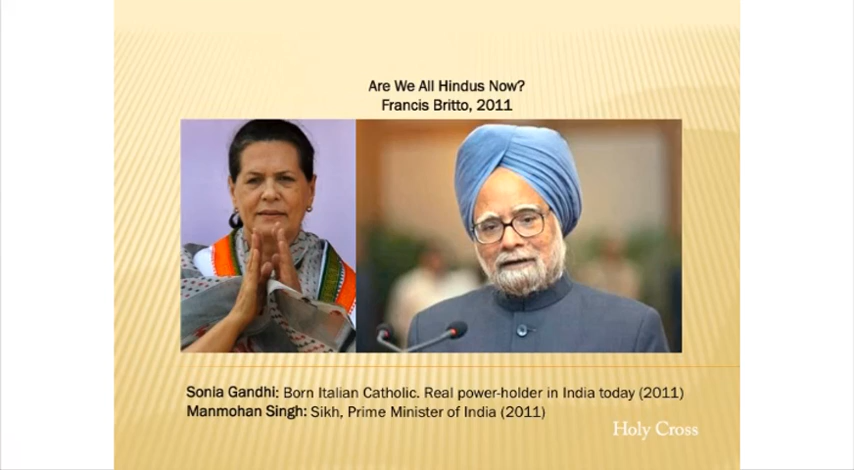 Are We All Hindus Now?
Francis Britto, 2011
Sonia Gandhi: Born Italian Catholic. Real power-holder in India today (2011)
Manmohan Singh: Sikh, Prime Minister of India (2011)
Holy Cross